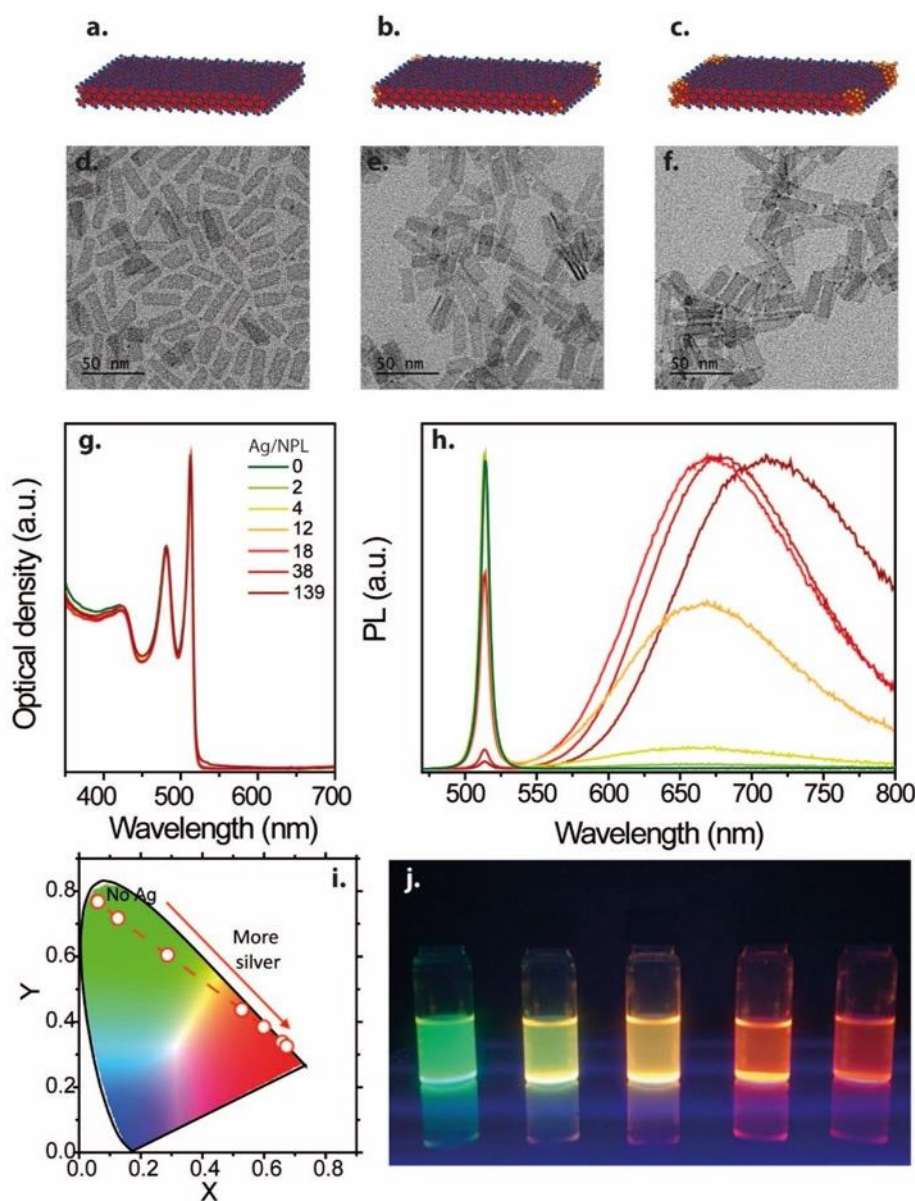 a.
b.
c.
d.
e.
f.
50 nm
50 nm
50 nm
g.
Ag/NPL
0
2
4
12
18
38
139
Optical density (a.u.)
400
500
600
700
Wavelength (nm)
h.
PL (a.u.)
500
550
600
650
700
750
800
Wavelength (nm)
i.
No Ag
More
silver
Y
0.8
0.6
0.4
0.2
0.0
0.0
0.2
0.4
0.6
0.8
X
j.